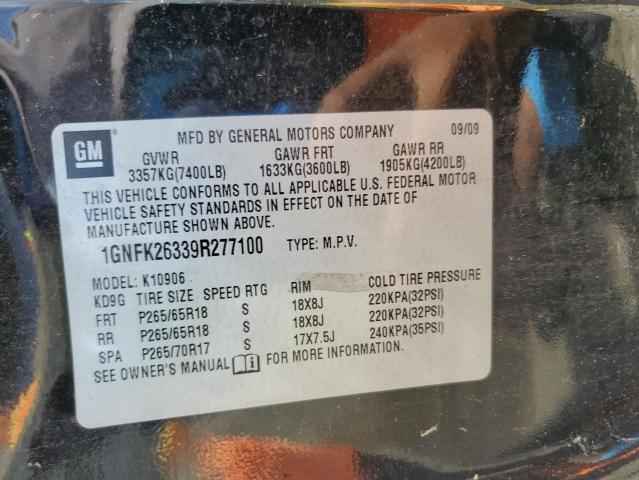 GM
MFD BY GENERAL MOTORS COMPANY 09/09
GVWR GAWR FRT GAWR RR
3357KG(7400LB) 1633KG(3600LB) 1905KG(4200LB)
THIS VEHICLE CONFORMS TO ALL APPLICABLE U.S. FEDERAL MOTOR
VEHICLE SAFETY STANDARDS IN EFFECT ON THE DATE OF
MANUFACTURE SHOWN ABOVE.
1GNFK26339R277100 TYPE: M.P.V.
MODEL: K10906
KD9G TIRE SIZE SPEED RTG RIM COLD TIRE PRESSURE
FRT P265/65R18 S 18X8J 220KPA(32PSI)
RR P265/65R18 S 18X8J 220KPA(32PSI)
SPA P265/70R17 S 17X7.5J 240KPA(35PSI)
SEE OWNER'S MANUAL FOR MORE INFORMATION.